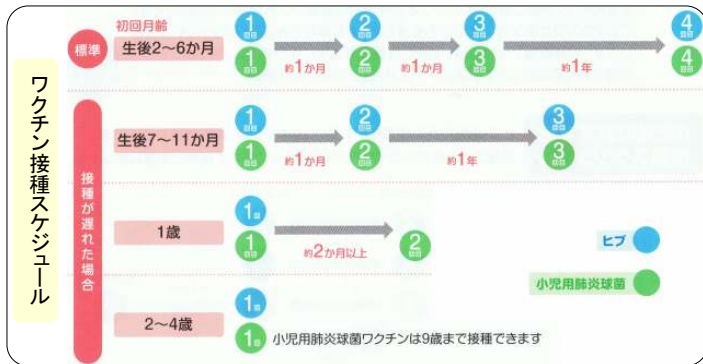 ワクチン接種スケジュール
初回月齢
標準 生後2〜6か月
1回目 2回目 3回目 4回目
1回目 2回目 3回目 4回目
約1か月 約1か月 約1年
接種が遅れた場合
生後7〜11か月
1回目 2回目 3回目
1回目 2回目 3回目
約1か月 約1年
1歳
1回
1回目 2回目
約2か月以上
ヒブ
小児用肺炎球菌
2〜4歳
1回
1回 小児用肺炎球菌ワクチンは9歳まで接種できます